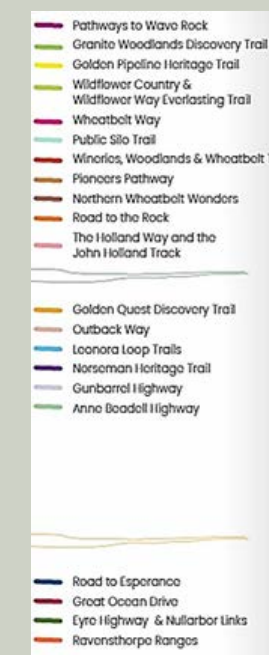 Pathways to Wave Rock
Granite Woodlands Discovery Trail
Golden Pipeline Heritage Trail
Wildflower Country &
Wildflower Way Everlasting Trail
Wheatbelt Way
Public Silo Trail
Wineries, Woodlands & Wheatbelt
Pioneers Pathway
Northern Wheatbelt Wonders
Road to the Rock
The Holland Way and the
John Holland Track
Golden Quest Discovery Trail
Outback Way
Leonora Loop Trails
Norseman Heritage Trail
Gunbarrel Highway
Anne Beadell Highway
Road to Esperance
Great Ocean Drive
Eyre Highway & Nullarbor Links
Ravensthorpe Ranges